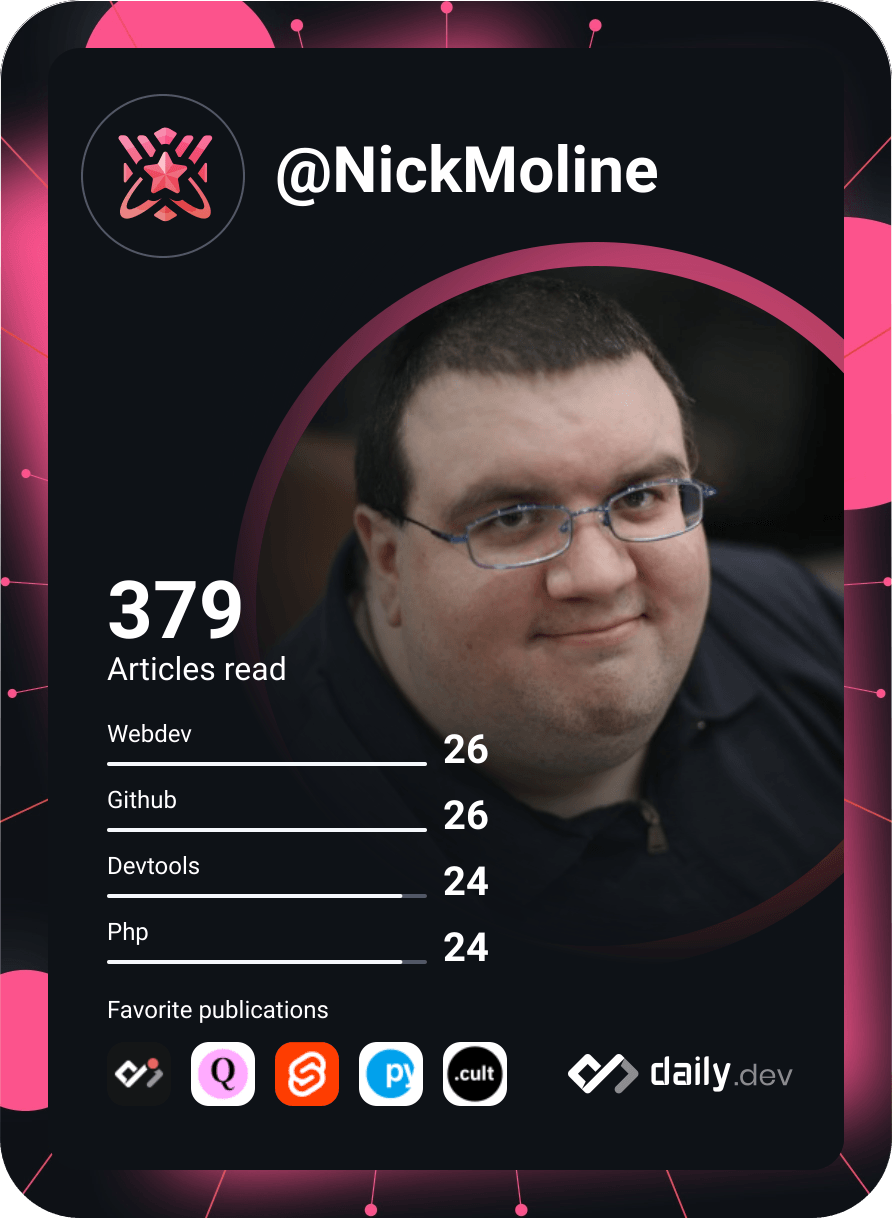 @NickMoline
379
Articles read
Webdev
26
Github
26
Devtools
24
Php
24
Favorite publications
Q
py
.cult
daily.dev